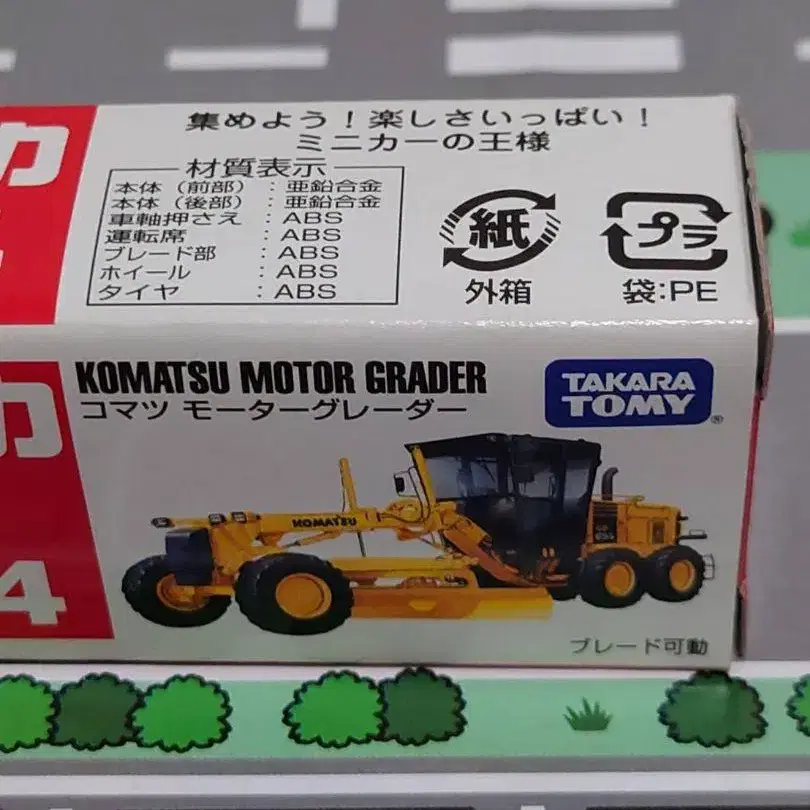 カ
集めよう！楽しさいっぱい！
ミニカーの王様
材質表示
本体（前部）：亜鉛合金
本体（後部）：亜鉛合金
車軸押さえ：ABS
運転席：ABS
ブレード部：ABS
ホイール：ABS
タイヤ：ABS
紙
外箱
プラ
袋:PE
カ
4
KOMATSU MOTOR GRADER
コマツ モーターグレーダー
TAKARA
TOMY®
KOMATSU
ブレード可動